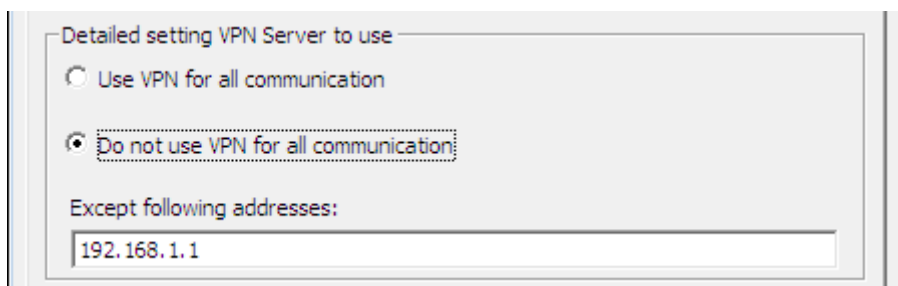 Detailed setting VPN Server to use
Use VPN for all communication
Do not use VPN for all communication
Except following addresses:
192.168.1.1